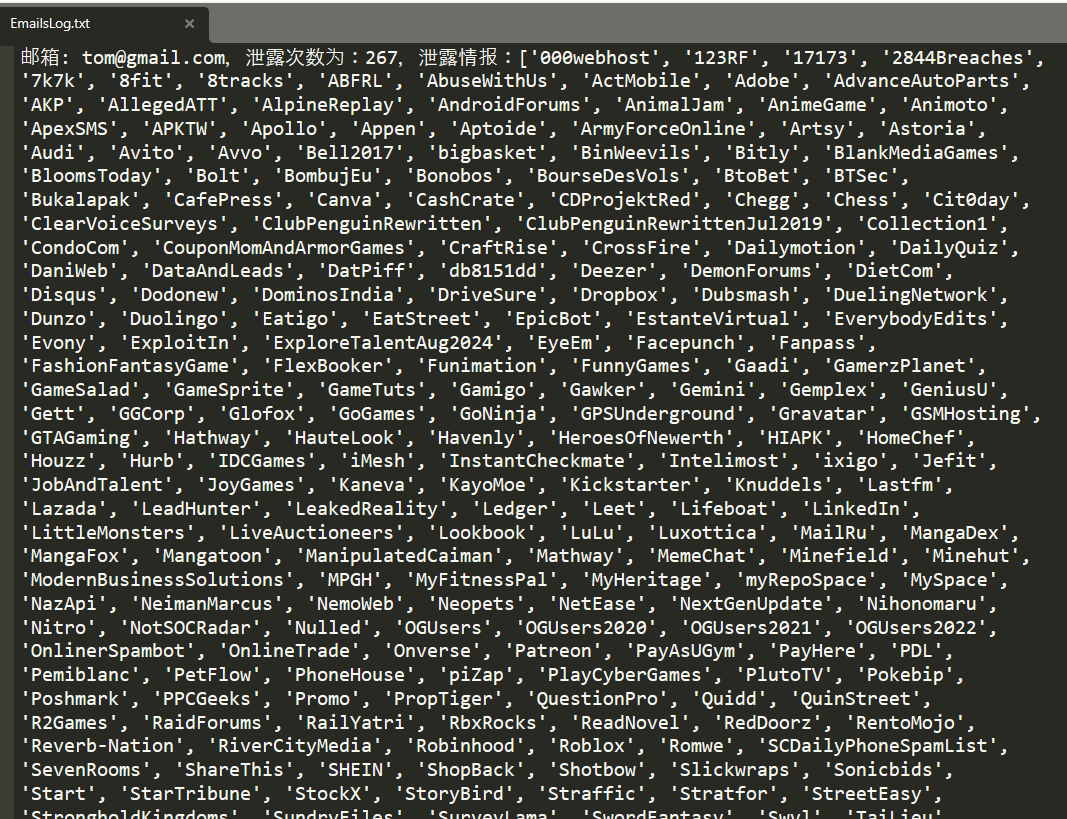 EmailsLog.txt
邮箱: tom@gmail.com, 泄露次数为：267, 泄露情报：['000webhost', '123RF', '17173', '2844Breaches',
'7k7k', '8fit', '8tracks', 'ABFRL', 'AbuseWithUs', 'ActMobile', 'Adobe', 'AdvanceAutoParts',
'AKP', 'AllegedATT', 'AlpineReplay', 'AndroidForums', 'AnimalJam', 'AnimeGame', 'Animoto',
'ApexSMS', 'APKTW', 'Apollo', 'Appen', 'Aptoide', 'ArmyForceOnline', 'Artsy', 'Astoria',
'Audi', 'Avito', 'Avvo', 'Bell2017', 'bigbasket', 'BinWeevils', 'Bitly', 'BlankMediaGames',
'BloomsToday', 'Bolt', 'BombujEu', 'Bonobos', 'BourseDesVols', 'BtoBet', 'BTSec',
'Bukalapak', 'CafePress', 'Canva', 'CashCrate', 'CDProjektRed', 'Chegg', 'Chess', 'Cit0day',
'ClearVoiceSurveys', 'ClubPenguinRewritten', 'ClubPenguinRewrittenJul2019', 'Collection1',
'CondoCom', 'CouponMomAndArmorGames', 'CraftRise', 'CrossFire', 'Dailymotion', 'DailyQuiz',
'DaniWeb', 'DataAndLeads', 'DatPiff', 'db8151dd', 'Deezer', 'DemonForums', 'DietCom',
'Disqus', 'Dodonew', 'DominosIndia', 'DriveSure', 'Dropbox', 'Dubsmash', 'DuelingNetwork',
'Dunzo', 'Duolingo', 'Eatigo', 'EatStreet', 'EpicBot', 'EstanteVirtual', 'EverybodyEdits',
'Evony', 'ExploitIn', 'ExploreTalentAug2024', 'EyeEm', 'Facepunch', 'Fanpass',
'FashionFantasyGame', 'FlexBooker', 'Funimation', 'FunnyGames', 'Gaadi', 'GamerzPlanet',
'GameSalad', 'GameSprite', 'GameTuts', 'Gamigo', 'Gawker', 'Gemini', 'Gemplex', 'GeniusU',
'Gett', 'GGCorp', 'Glofox', 'GoGames', 'GoNinja', 'GPSUnderground', 'Gravatar', 'GSMHosting',
'GTAGaming', 'Hathway', 'HauteLook', 'Havenly', 'HeroesOfNewerth', 'HIAPK', 'HomeChef',
'Houzz', 'Hurb', 'IDCGames', 'iMesh', 'InstantCheckmate', 'Intelimost', 'ixigo', 'Jefit',
'JobAndTalent', 'JoyGames', 'Kaneva', 'KayoMoe', 'Kickstarter', 'Knuddels', 'Lastfm',
'Lazada', 'LeadHunter', 'LeakedReality', 'Ledger', 'Leet', 'Lifeboat', 'LinkedIn',
'LittleMonsters', 'LiveAuctioneers', 'Lookbook', 'LuLu', 'Luxottica', 'MailRu', 'MangaDex',
'MangaFox', 'Mangatoon', 'ManipulatedCaiman', 'Mathway', 'MemeChat', 'Minefield', 'Minehut',
'ModernBusinessSolutions', 'MPGH', 'MyFitnessPal', 'MyHeritage', 'myRepoSpace', 'MySpace',
'NazApi', 'NeimanMarcus', 'NemoWeb', 'Neopets', 'NetEase', 'NextGenUpdate', 'Nihonomaru',
'Nitro', 'NotSOCRadar', 'Nulled', 'OGUsers', 'OGUsers2020', 'OGUsers2021', 'OGUsers2022',
'OnlinerSpambot', 'OnlineTrade', 'Onverse', 'Patreon', 'PayAsUGym', 'PayHere', 'PDL',
'Pemiblanc', 'PetFlow', 'PhoneHouse', 'piZap', 'PlayCyberGames', 'PlutoTV', 'Pokebip',
'Poshmark', 'PPCGeeks', 'Promo', 'PropTiger', 'QuestionPro', 'Quidd', 'QuinStreet',
'R2Games', 'RaidForums', 'RailYatri', 'RbxRocks', 'ReadNovel', 'RedDoorz', 'RentoMojo',
'Reverb-Nation', 'RiverCityMedia', 'Robinhood', 'Roblox', 'Romwe', 'SCDailyPhoneSpamList',
'SevenRooms', 'ShareThis', 'SHEIN', 'ShopBack', 'Shotbow', 'Slickwraps', 'Sonicbids',
'Start', 'StarTribune', 'StockX', 'StoryBird', 'Straffic', 'Stratfor', 'StreetEasy',
'StrongholdKingdoms', 'SundryFiles', 'SurveyLama', 'SwordFantasy', 'Swvl', 'TaiLieu',